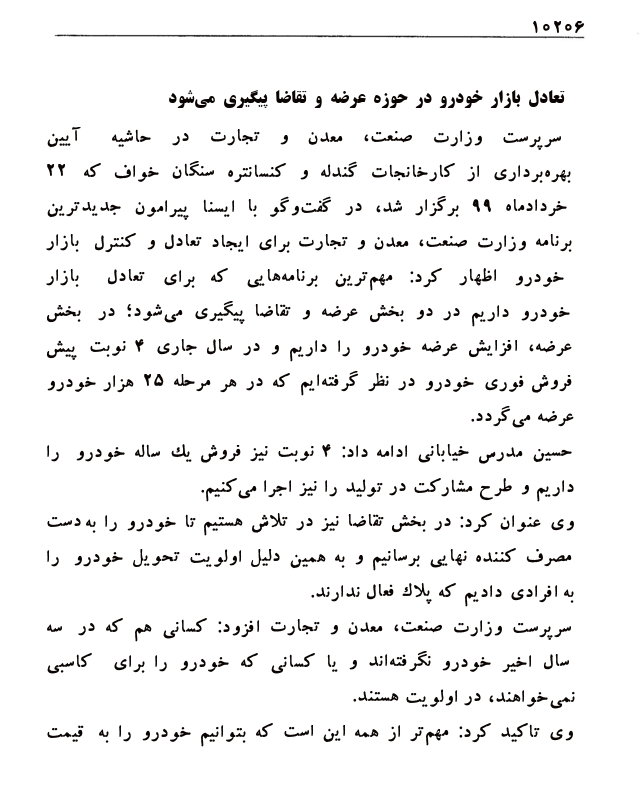 ۱۰۲۰۶
تعادل بازار خودرو در حوزه عرضه و تقاضا پیگیری می‌شود
سرپرست وزارت صنعت، معدن و تجارت در حاشیه آیین
بهره‌برداری از کارخانجات گندله و کنسانتره سنگان خواف که ۲۲
خردادماه ۹۹ برگزار شد، در گفت‌وگو با ایسنا پیرامون جدیدترین
برنامه وزارت صنعت، معدن و تجارت برای ایجاد تعادل و کنترل بازار
خودرو اظهار کرد: مهم‌ترین برنامه‌هایی که برای تعادل بازار
خودرو داریم در دو بخش عرضه و تقاضا پیگیری می‌شود؛ در بخش
عرضه، افزایش عرضه خودرو را داریم و در سال جاری ۴ نوبت پیش
فروش فوری خودرو در نظر گرفته‌ایم که در هر مرحله ۲۵ هزار خودرو
عرضه می‌گردد.
حسین مدرس خیابانی ادامه داد: ۴ نوبت نیز فروش یك ساله خودرو را
داریم و طرح مشارکت در تولید را نیز اجرا می‌کنیم.
وی عنوان کرد: در بخش تقاضا نیز در تلاش هستیم تا خودرو را به‌دست
مصرف کننده نهایی برسانیم و به همین دلیل اولویت تحویل خودرو را
به افرادی دادیم که پلاك فعال ندارند.
سرپرست وزارت صنعت، معدن و تجارت افزود: کسانی هم که در سه
سال اخیر خودرو نگرفته‌اند و یا کسانی که خودرو را برای کاسبی
نمی‌خواهند، در اولویت هستند.
وی تاکید کرد: مهم‌تر از همه این است که بتوانیم خودرو را به قیمت